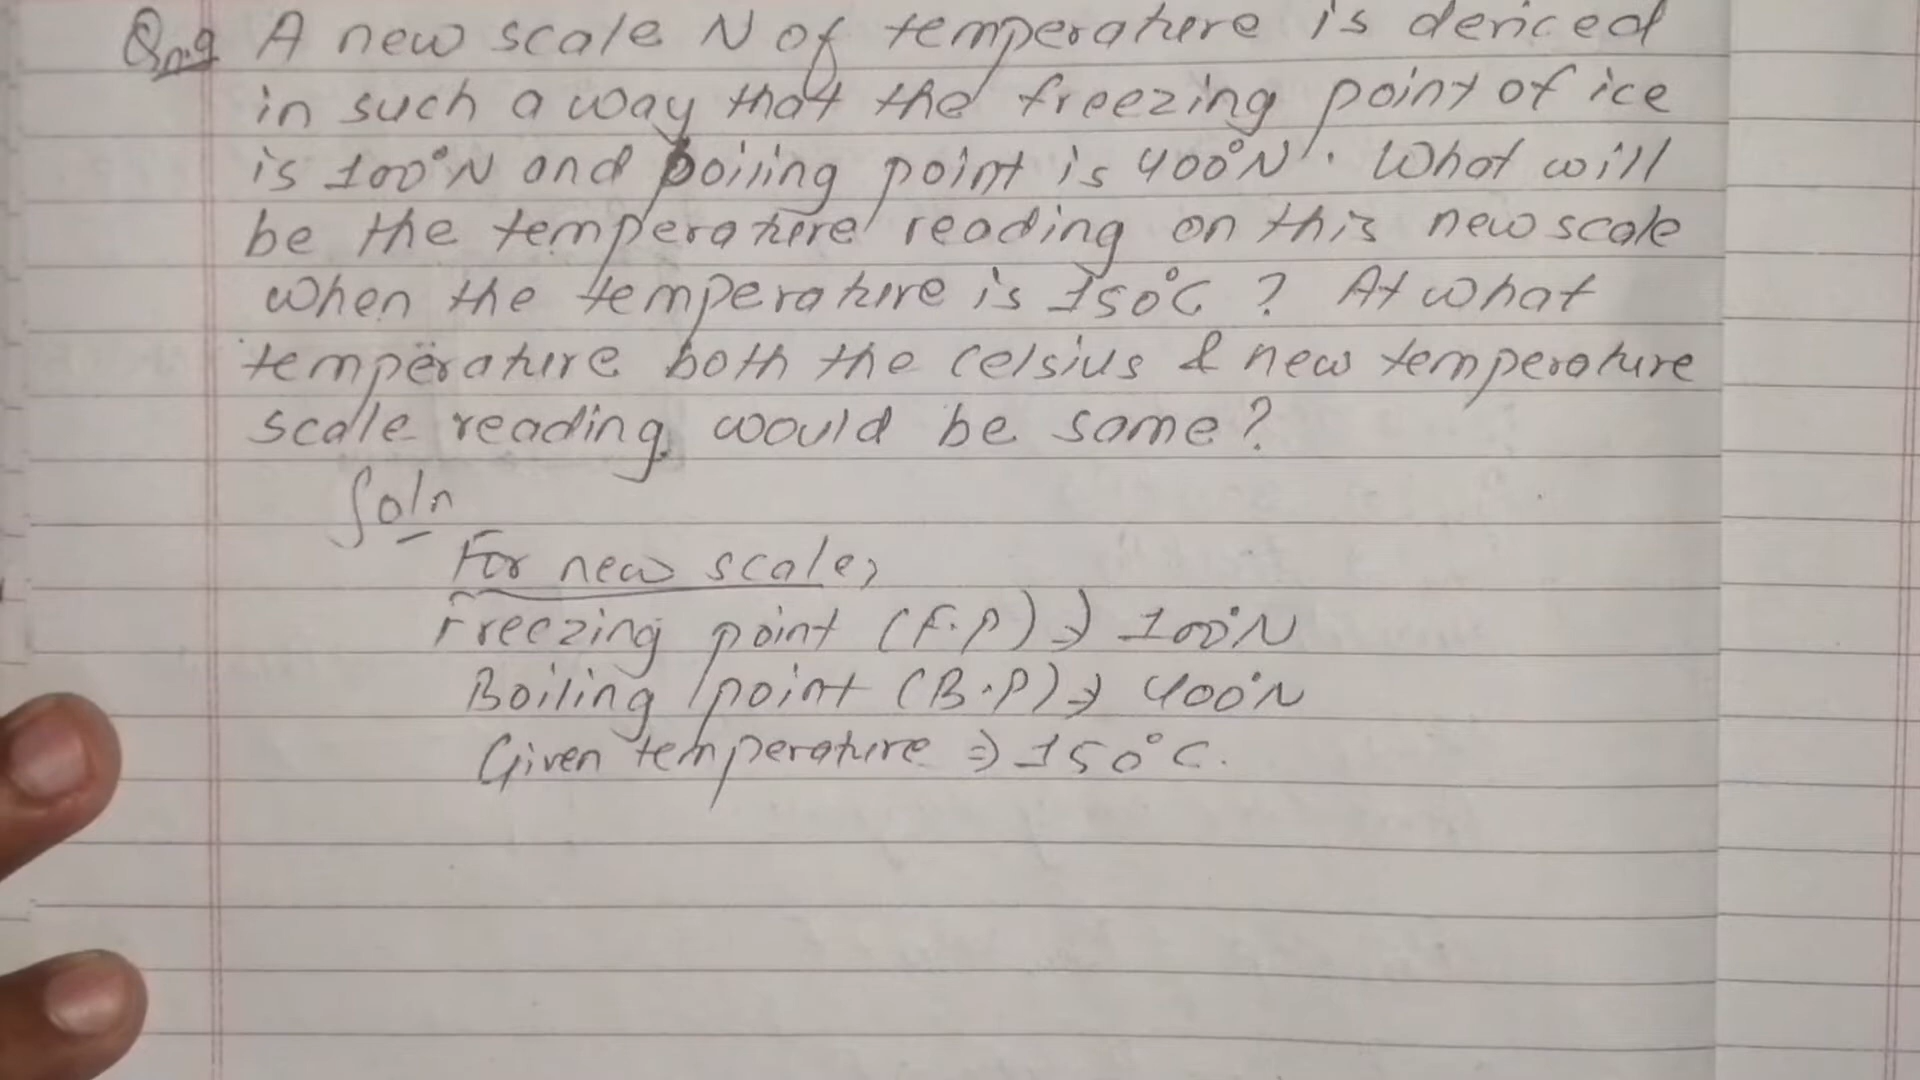 Qn.9 A new scale N of temperature is deviced
in such a way that the freezing point of ice
is 100°N and boiling point is 400°N. What will
be the temperature reading on this new scale
when the temperature is 150°C ? At what
temperature both the celsius & new temperature
scale reading would be same?
Soln
For new scale,
Freezing point (F.P) ⇒ 100°N
Boiling point (B.P) ⇒ 400°N
Given temperature ⇒ 150°C.